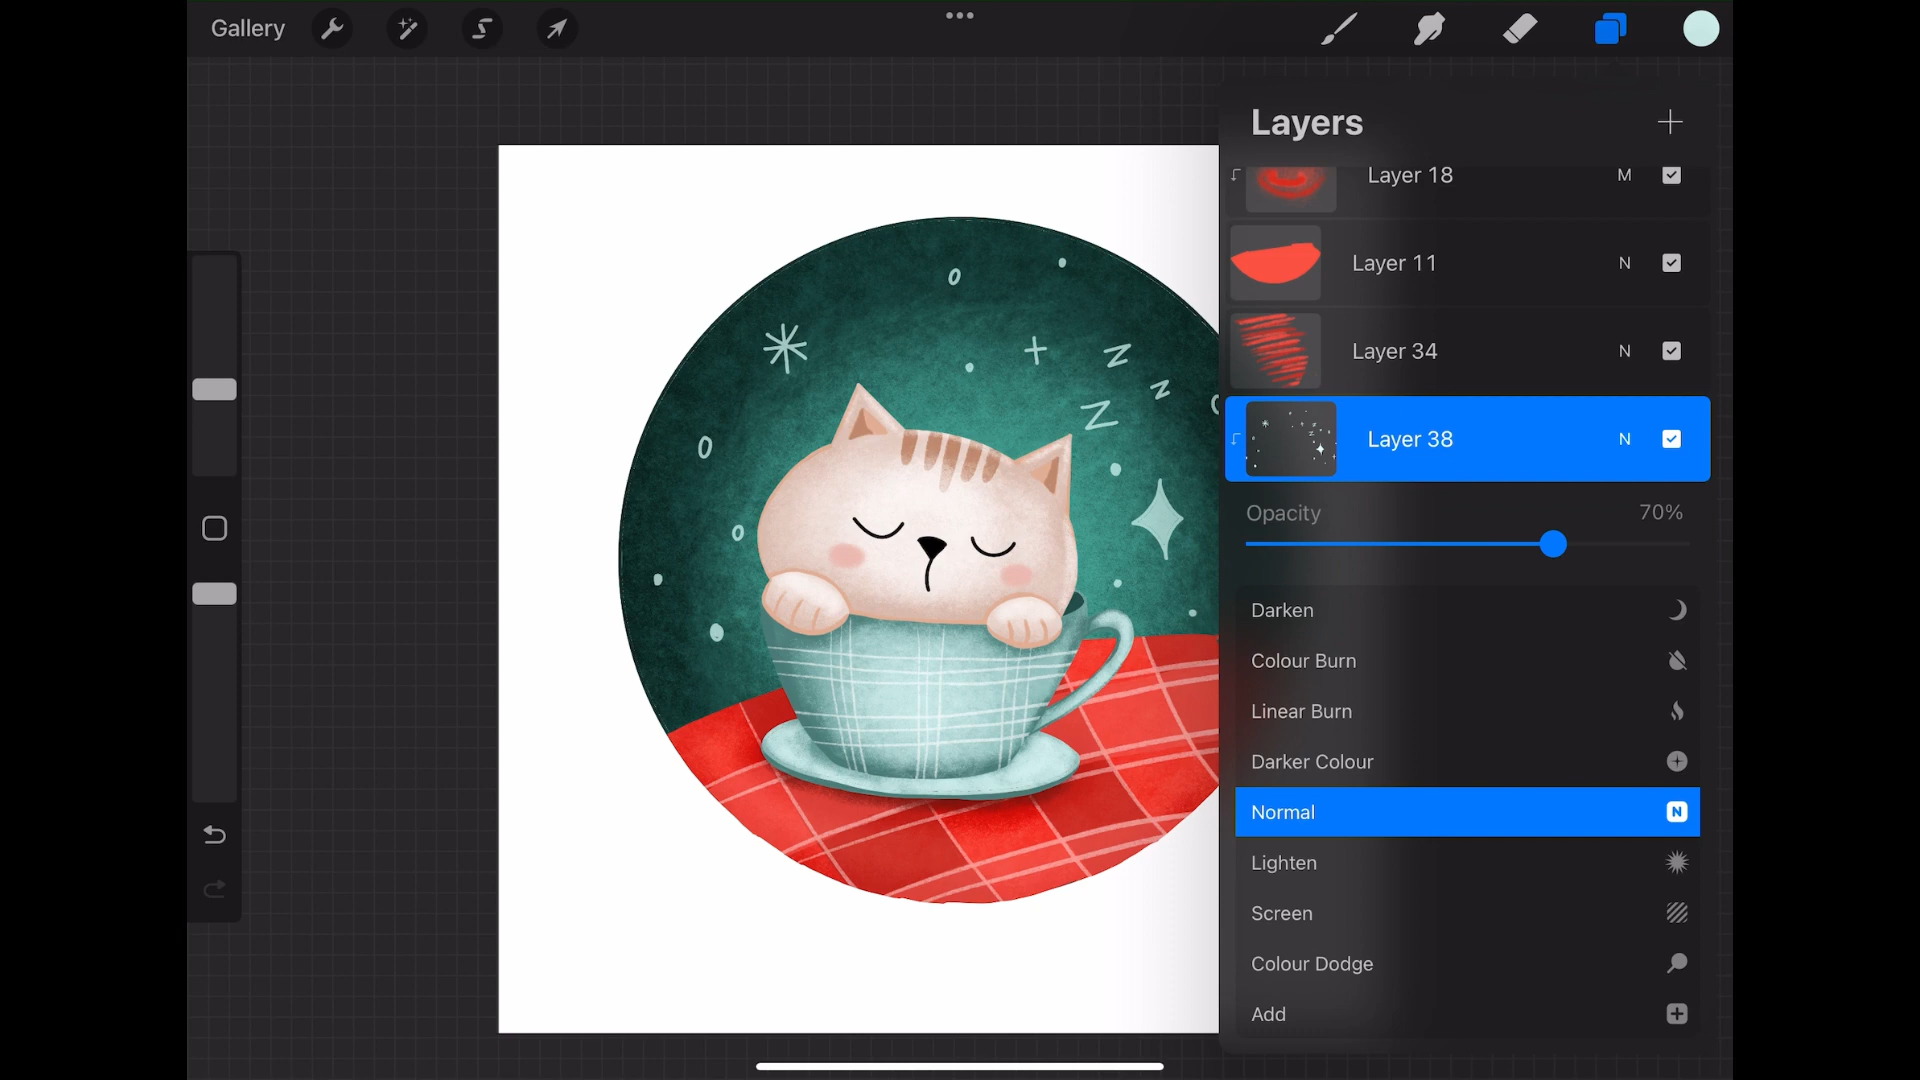 Gallery
Layers
Layer 18 M
Layer 11 N
Layer 34 N
Layer 38 N
Opacity 70%
Darken
Colour Burn
Linear Burn
Darker Colour
Normal N
Lighten
Screen
Colour Dodge
Add
z
z
z